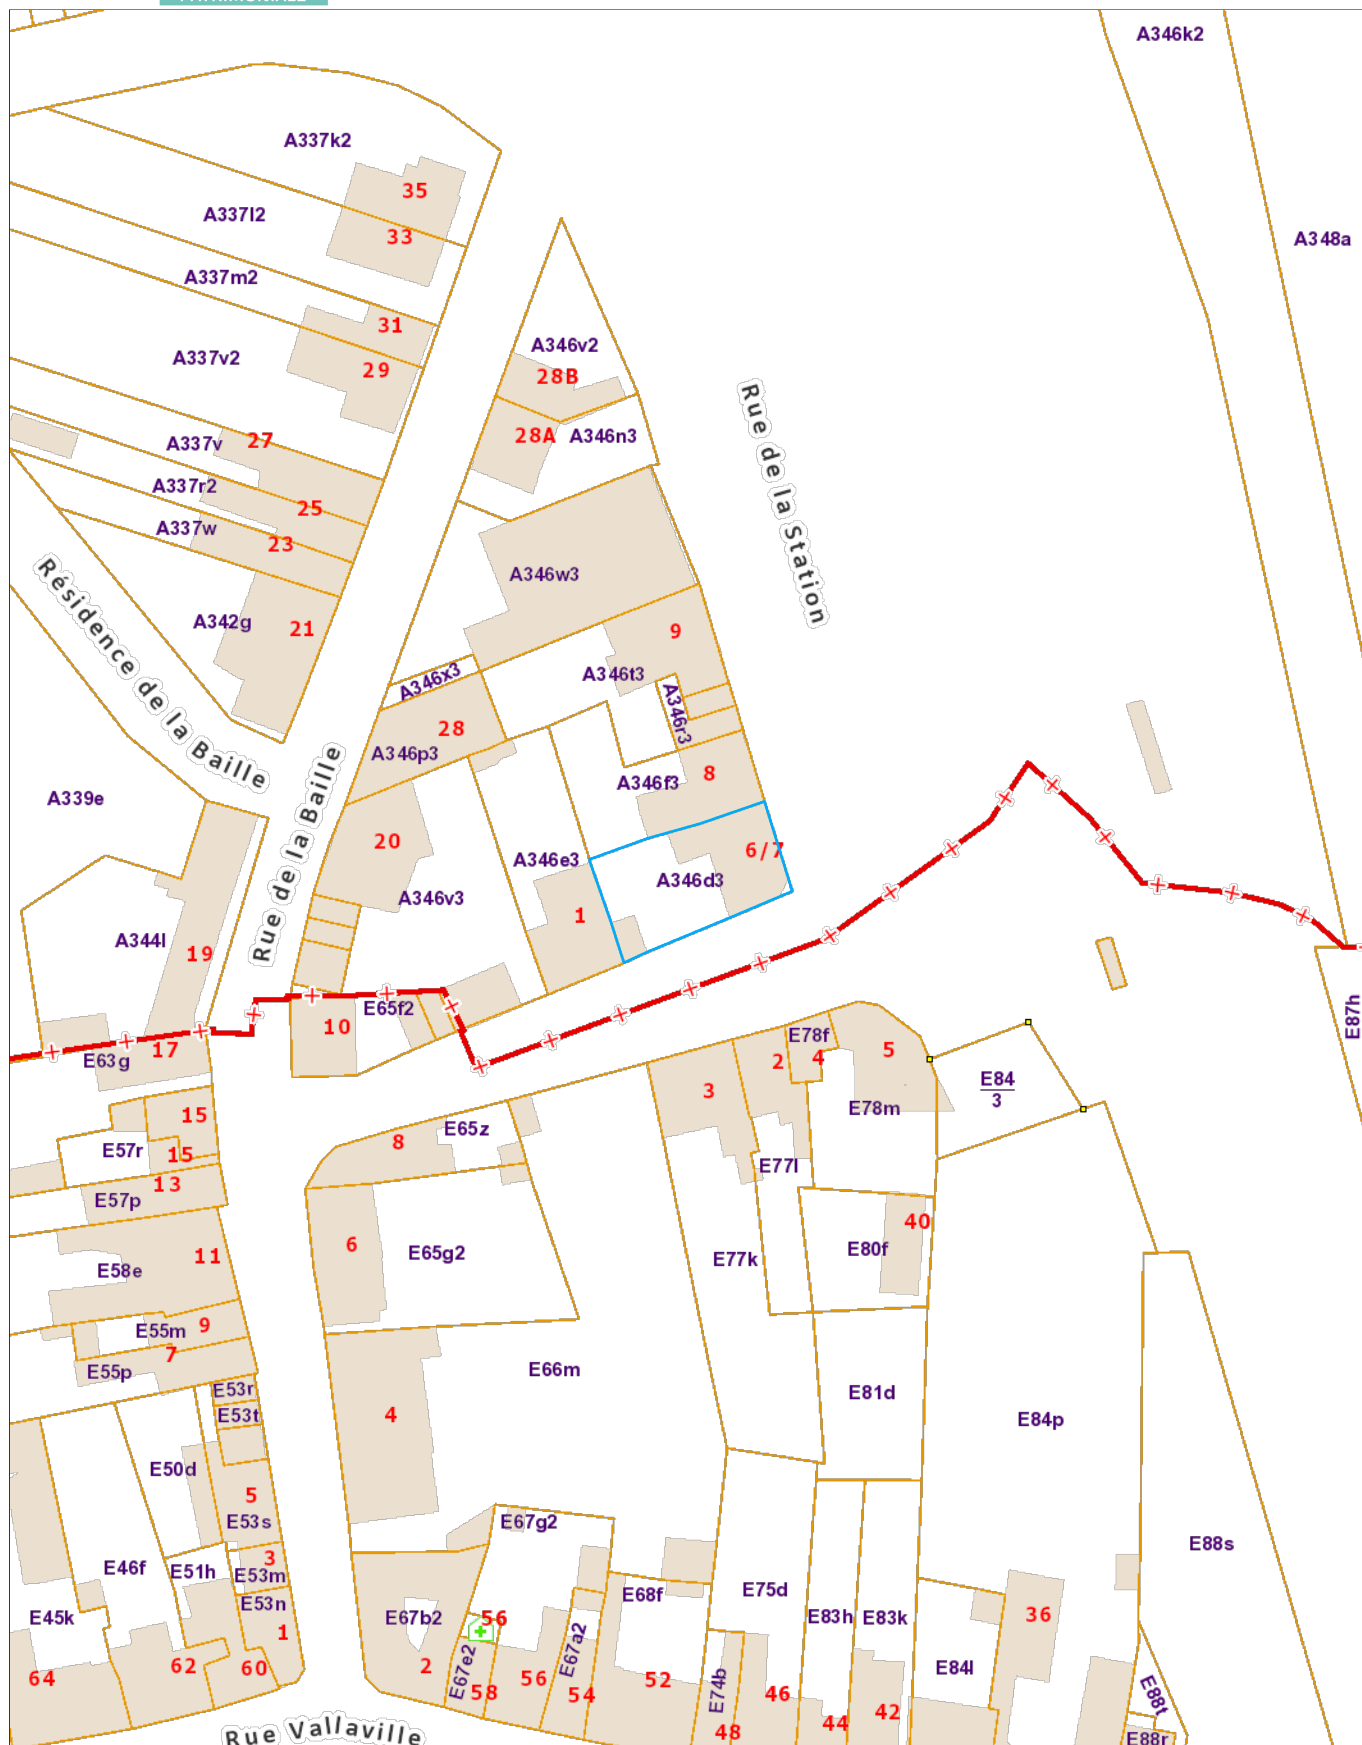 PATRIMONIALE
A346k2
A337k2
35
A337l2
33
A348a
A337m2
31
A346v2
A337v2
29
28B
Rue de la Station
A337v
27
28A
A346n3
A337r2
25
A337w
23
A346w3
Résidence de la Baille
A342g
21
9
A346t3
A346x3
A346r3
28
A346p3
Rue de la Baille
A346f3
8
A339e
20
6/7
A346e3
A346d3
A346v3
1
A344l
19
E65f2
10
E87h
17
E63g
E78f
2
4
5
3
E84
3
E78m
15
8
E65z
E57r
15
E77l
13
E57p
40
6
E65g2
E80f
11
E77k
E58e
9
E55m
7
E55p
E66m
E53r
E81d
E53t
4
E84p
E50d
5
E53s
E67g2
E88s
3
E46f
E51h
E53m
E75d
E68f
E53n
E45k
E67b2
56
E83h
E83k
36
1
E67a2
E67e2
64
62
60
2
56
58
54
52
E74b
46
E84l
E88t
48
44
42
Rue Vallaville
E88r